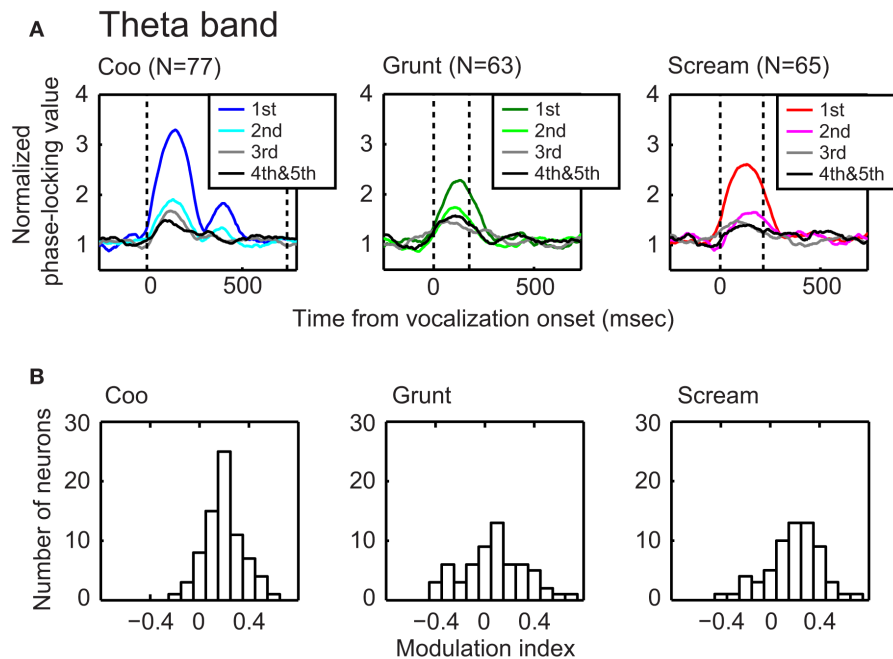 A Theta band
Coo (N=77) Grunt (N=63) Scream (N=65)
Normalized
phase-locking value
4
3
2
1
1st
2nd
3rd
4th&5th
0 500
4
3
2
1
1st
2nd
3rd
4th&5th
0 500
4
3
2
1
1st
2nd
3rd
4th&5th
0 500
Time from vocalization onset (msec)
B
Coo Grunt Scream
Number of neurons
30
20
10
0
−0.4 0 0.4
30
20
10
0
−0.4 0 0.4
30
20
10
0
−0.4 0 0.4
Modulation index